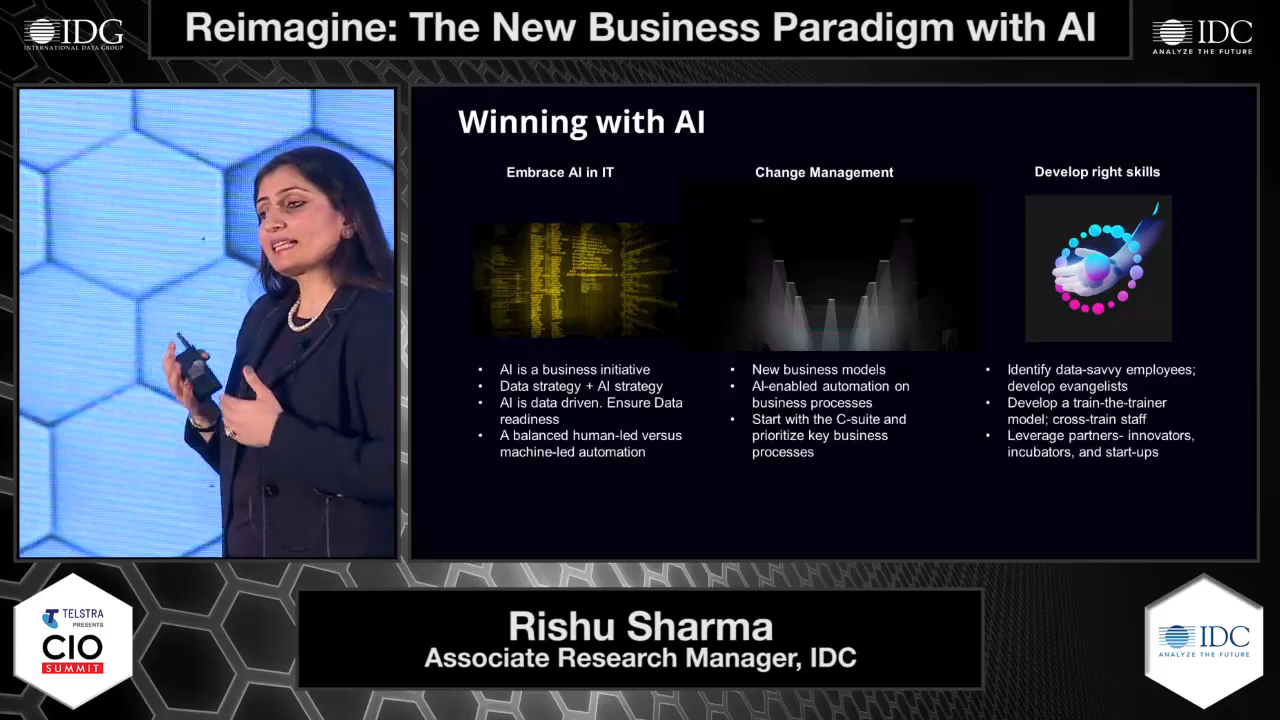 IDG
INTERNATIONAL DATA GROUP
Reimagine: The New Business Paradigm with AI
IDC
ANALYZE THE FUTURE
Winning with AI
Embrace AI in IT
• AI is a business initiative
• Data strategy + AI strategy
• AI is data driven. Ensure Data
readiness
• A balanced human-led versus
machine-led automation
Change Management
• New business models
• AI-enabled automation on
business processes
• Start with the C-suite and
prioritize key business
processes
Develop right skills
• Identify data-savvy employees;
develop evangelists
• Develop a train-the-trainer
model; cross-train staff
• Leverage partners- innovators,
incubators, and start-ups
TELSTRA
PRESENTS
CIO
SUMMIT
Rishu Sharma
Associate Research Manager, IDC
IDC
ANALYZE THE FUTURE